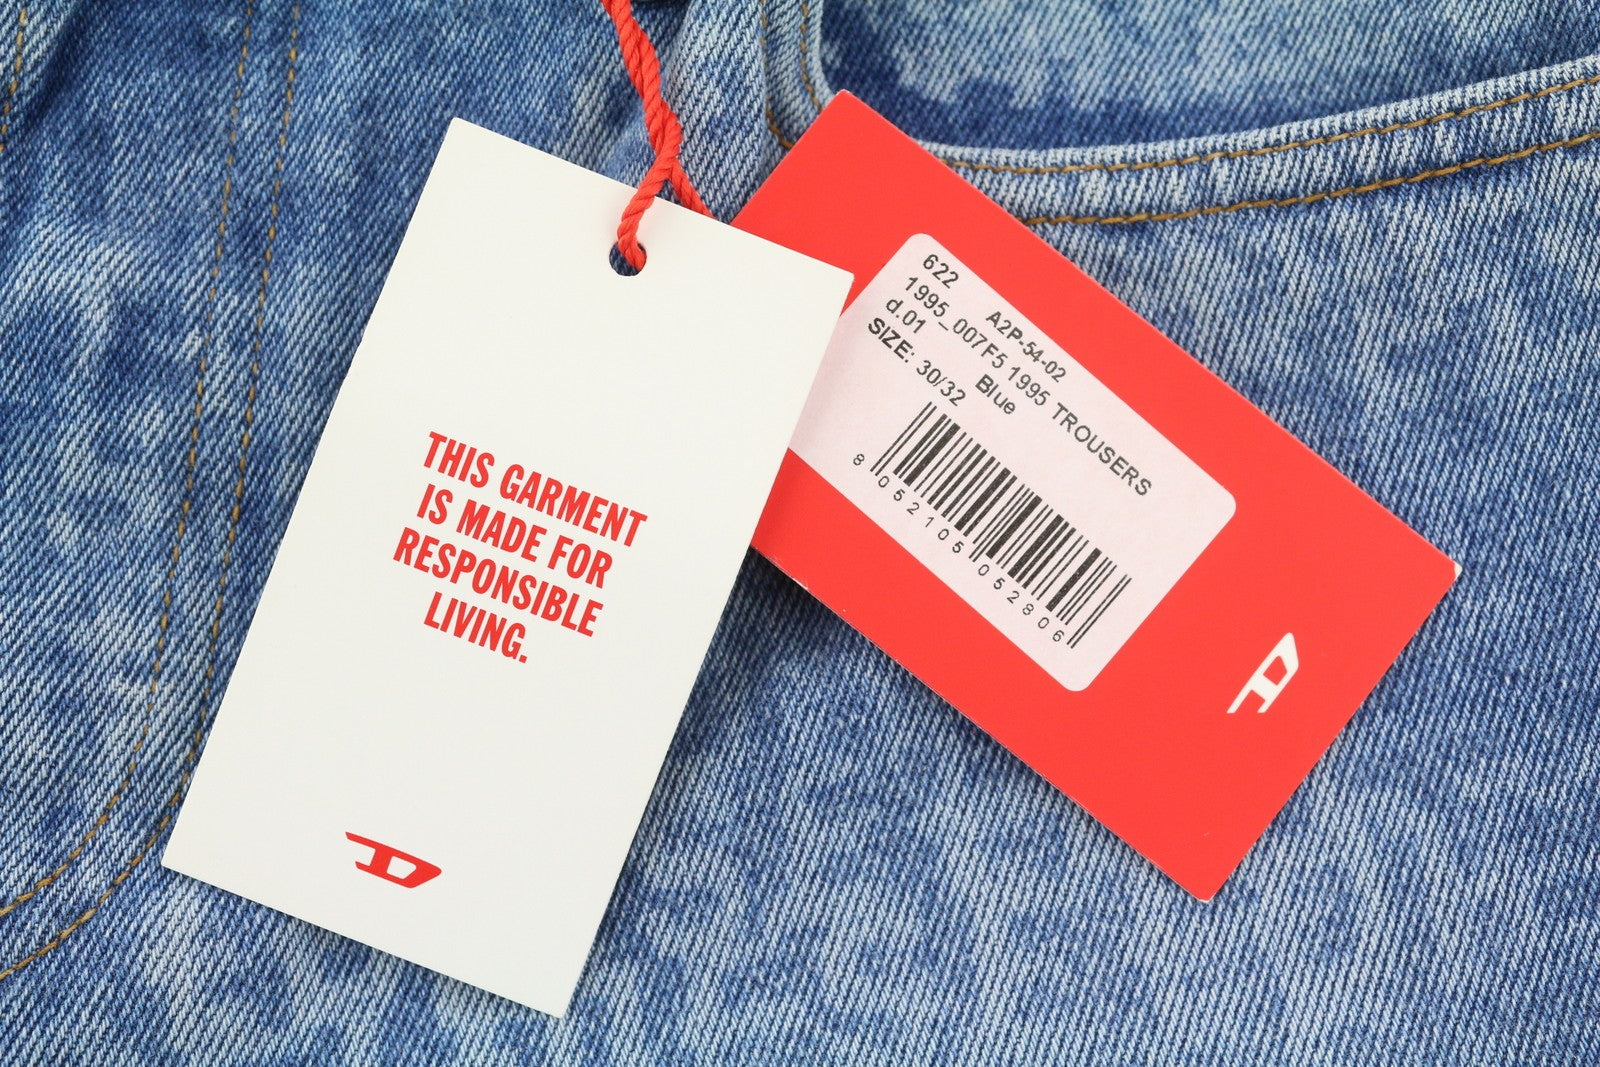 THIS GARMENT
IS MADE FOR
RESPONSIBLE
LIVING.
D
622 A2P-54-02
1995_007F5 1995 TROUSERS
d.01 Blue
SIZE: 30/32
8 052105 052806
D